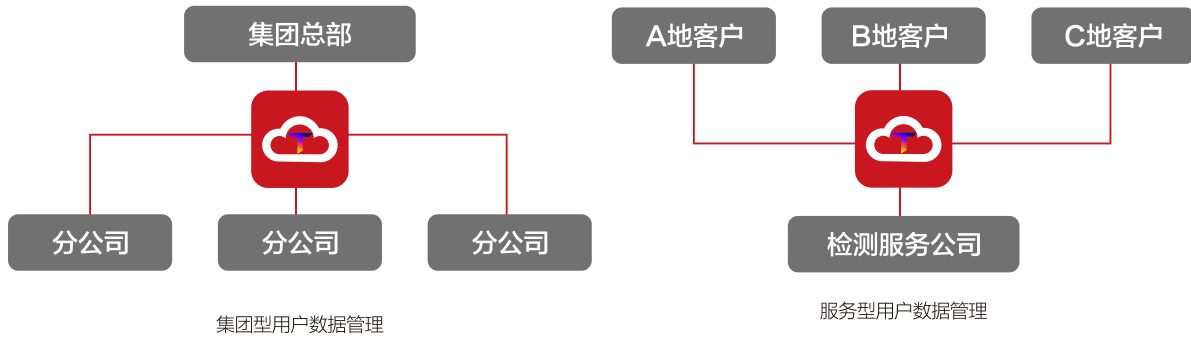 集团总部
分公司
分公司
分公司
集团型用户数据管理
A地客户
B地客户
C地客户
检测服务公司
服务型用户数据管理